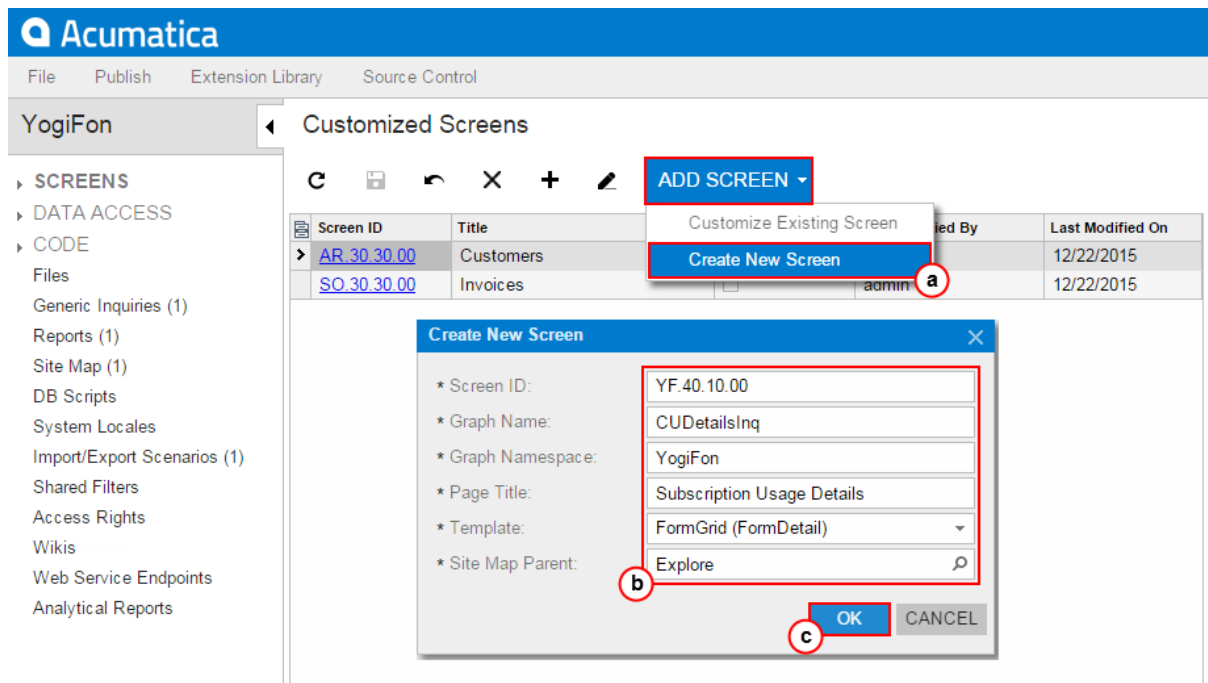 Acumatica
File Publish Extension Library Source Control
YogiFon
Customized Screens
SCREENS
DATA ACCESS
CODE
Files
Generic Inquiries (1)
Reports (1)
Site Map (1)
DB Scripts
System Locales
Import/Export Scenarios (1)
Shared Filters
Access Rights
Wikis
Web Service Endpoints
Analytical Reports
ADD SCREEN
Customize Existing Screen
Create New Screen
a
Screen ID Title ied By Last Modified On
AR.30.30.00 Customers 12/22/2015
SO.30.30.00 Invoices admin 12/22/2015
Create New Screen
* Screen ID: YF.40.10.00
* Graph Name: CUDetailsInq
* Graph Namespace: YogiFon
* Page Title: Subscription Usage Details
* Template: FormGrid (FormDetail)
* Site Map Parent: Explore
b
OK CANCEL
c